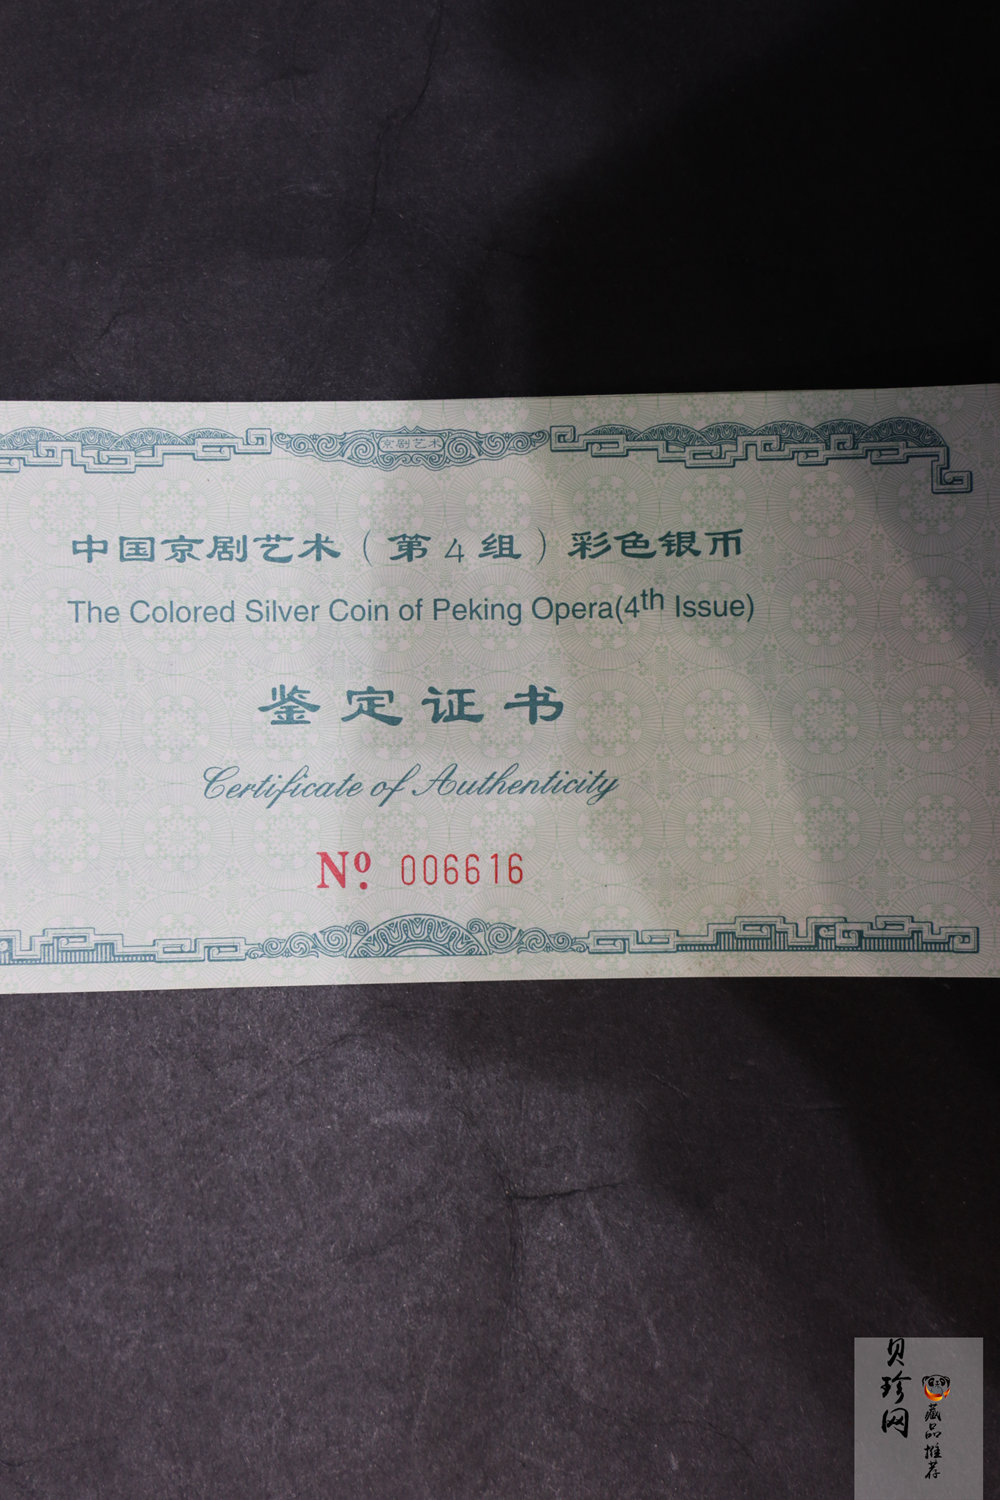 京剧艺术
中国京剧艺术（第4组）彩色银币
The Colored Silver Coin of Peking Opera(4th Issue)
鉴定证书
Certificate of Authenticity
Nº. 006616
贝珍网
藏品推荐